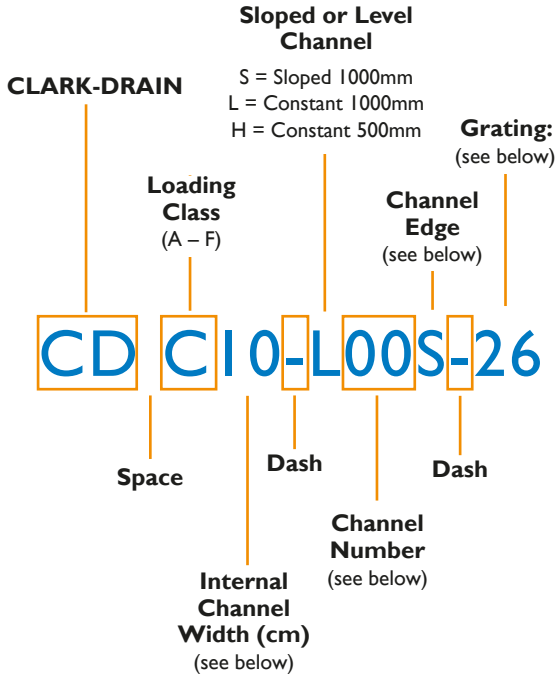 Sloped or Level
Channel
S = Sloped 1000mm
L = Constant 1000mm
H = Constant 500mm
CLARK-DRAIN
Grating:
(see below)
Loading
Class
(A – F)
Channel
Edge
(see below)
CD C10-L00S-26
Space
Dash
Dash
Channel
Number
(see below)
Internal
Channel
Width (cm)
(see below)